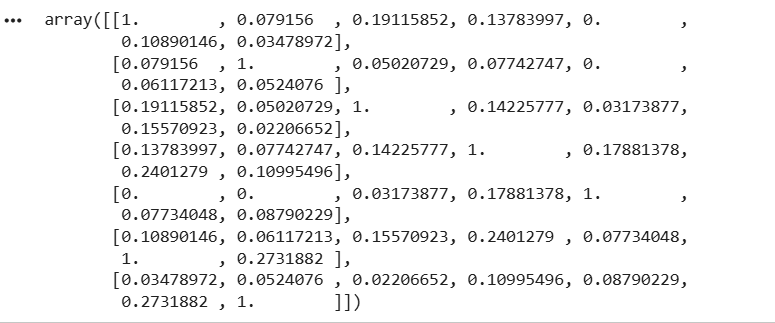 ••• array([[1.        , 0.079156  , 0.19115852, 0.13783997, 0.        ,
        0.10890146, 0.03478972],
       [0.079156  , 1.        , 0.05020729, 0.07742747, 0.        ,
        0.06117213, 0.0524076 ],
       [0.19115852, 0.05020729, 1.        , 0.14225777, 0.03173877,
        0.15570923, 0.02206652],
       [0.13783997, 0.07742747, 0.14225777, 1.        , 0.17881378,
        0.2401279 , 0.10995496],
       [0.        , 0.        , 0.03173877, 0.17881378, 1.        ,
        0.07734048, 0.08790229],
       [0.10890146, 0.06117213, 0.15570923, 0.2401279 , 0.07734048,
        1.        , 0.2731882 ],
       [0.03478972, 0.0524076 , 0.02206652, 0.10995496, 0.08790229,
        0.2731882 , 1.        ]])